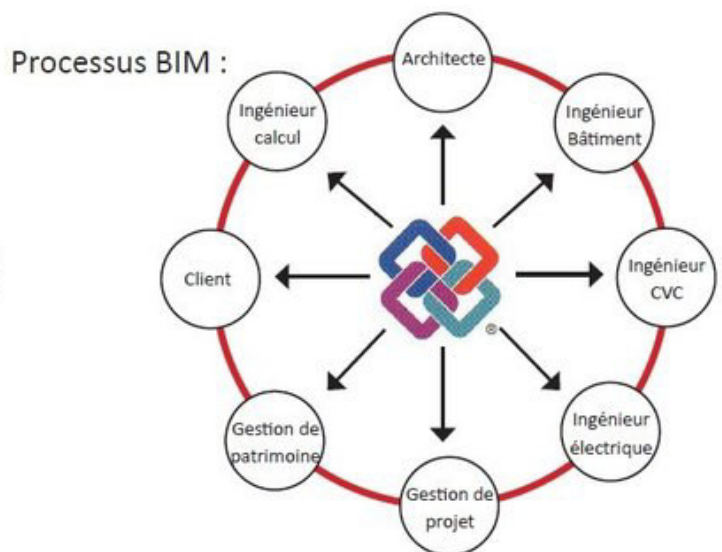 Processus BIM :
Architecte
Ingénieur
Bâtiment
Ingénieur
CVC
Ingénieur
électrique
Gestion de
projet
Gestion de
patrimoine
Client
Ingénieur
calcul
®